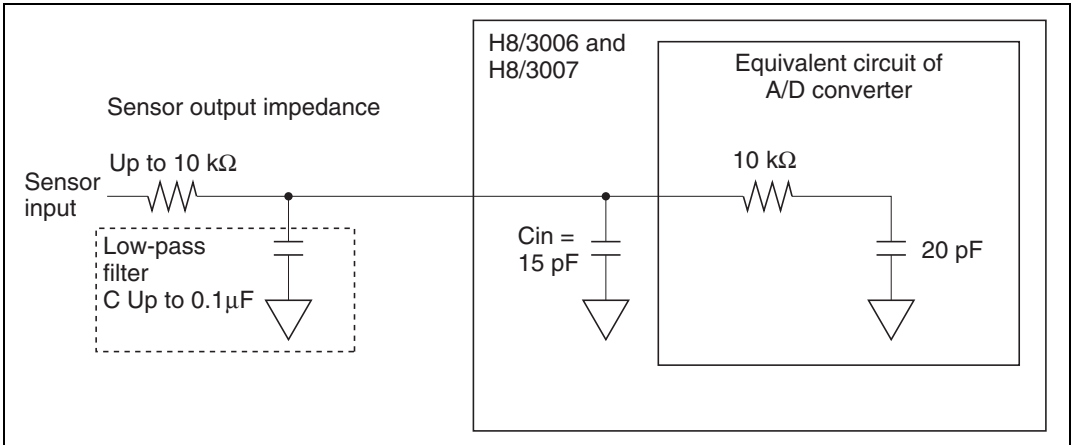 H8/3006 and
H8/3007
Equivalent circuit of
A/D converter
Sensor output impedance
Up to 10 kΩ
10 kΩ
Sensor
input
Low-pass
filter
C Up to 0.1μF
Cin =
15 pF
20 pF